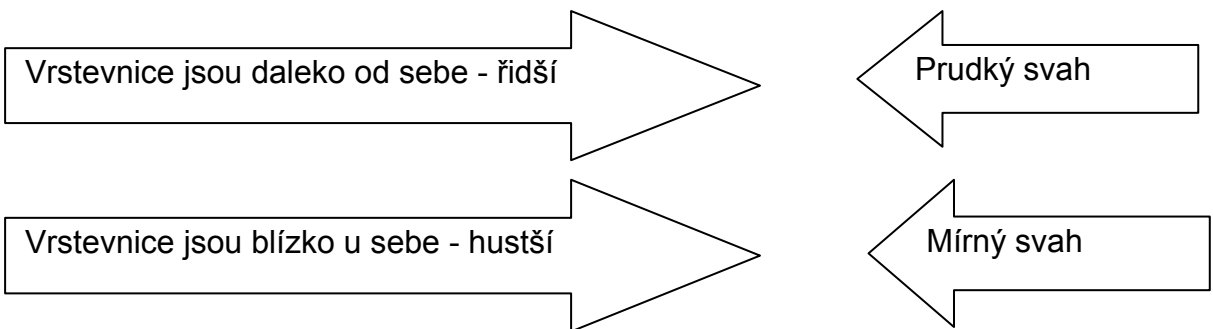 Vrstevnice jsou daleko od sebe - řidší
Prudký svah
Vrstevnice jsou blízko u sebe - hustší
Mírný svah